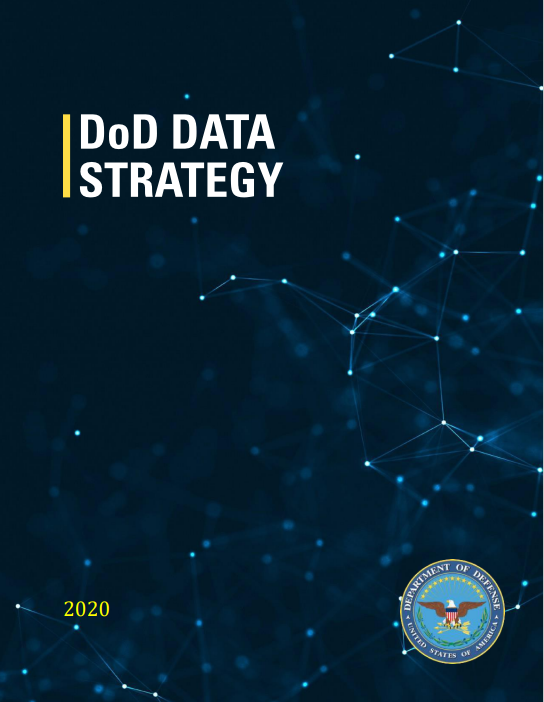 DoD DATA
STRATEGY
2020
DEPARTMENT OF DEFENSE
UNITED STATES OF AMERICA